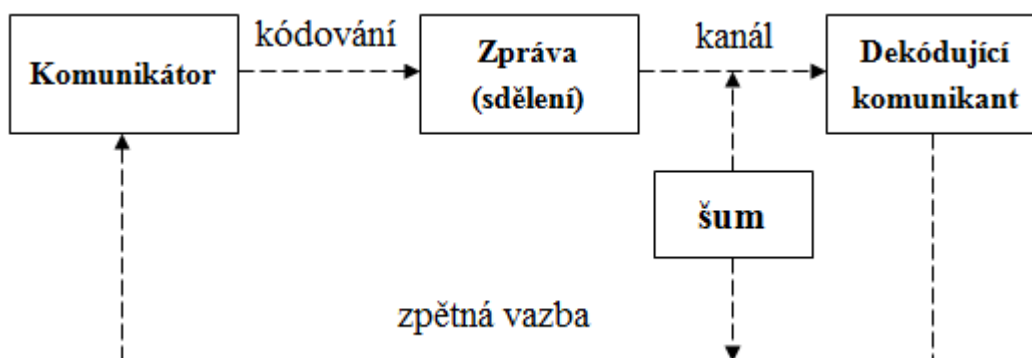 Komunikátor
kódování
Zpráva
(sdělení)
kanál
Dekódující
komunikant
šum
zpětná vazba